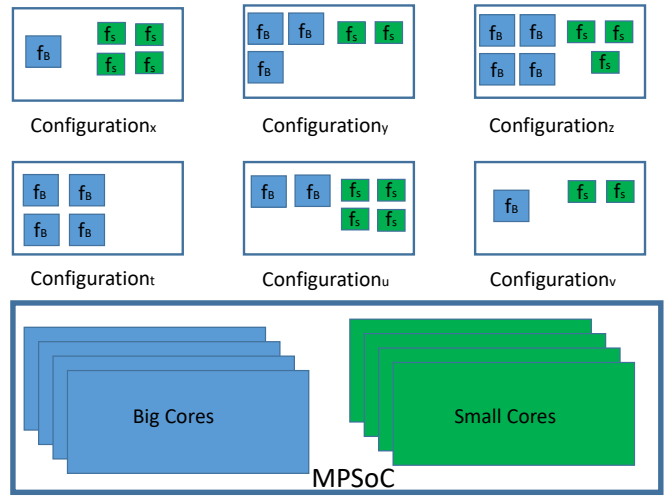 fB fs fs
fs fs
Configurationx
fB fB fs fs
fB
Configurationy
fB fB fs fs
fB fB fs
Configurationz
fB fB
fB fB
Configurationt
fB fB fs fs
fs fs
Configurationu
fB fs fs
Configurationv
Big Cores
Small Cores
MPSoC